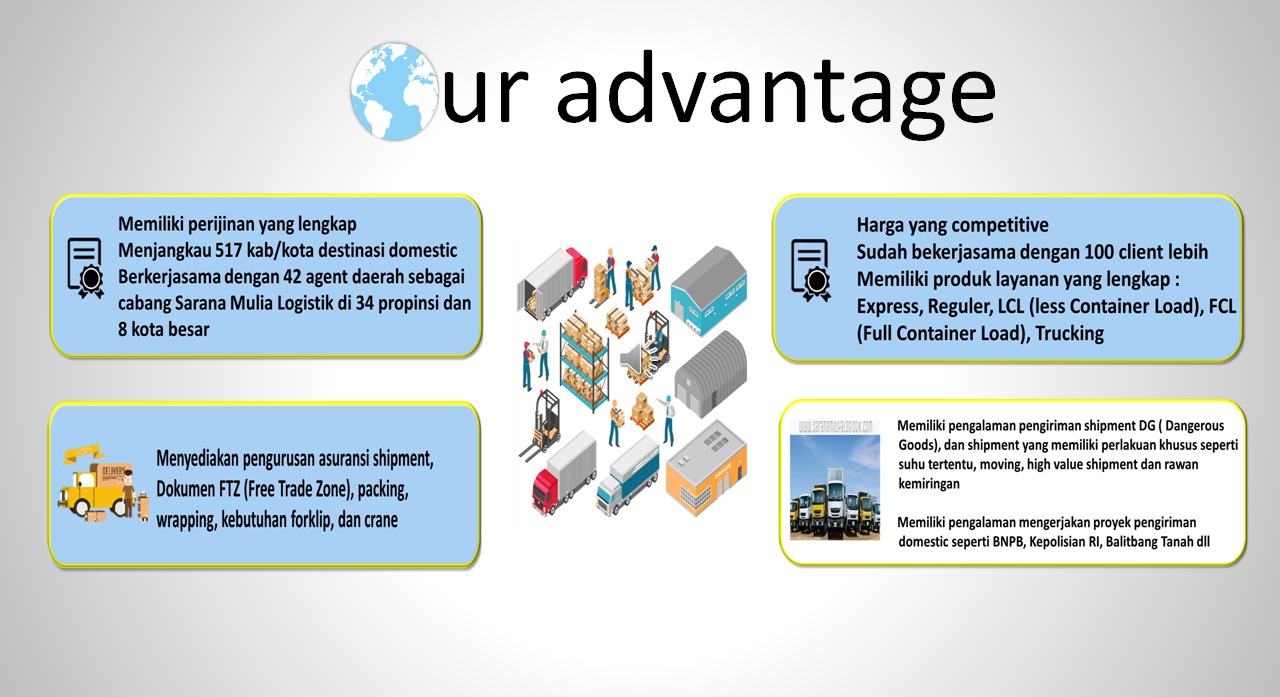 ur advantage
Memiliki perijinan yang lengkap
Menjangkau 517 kab/kota destinasi domestic
Berkerjasama dengan 42 agent daerah sebagai
cabang Sarana Mulia Logistik di 34 propinsi dan
8 kota besar
Harga yang competitive
Sudah bekerjasama dengan 100 client lebih
Memiliki produk layanan yang lengkap :
Express, Reguler, LCL (less Container Load), FCL
(Full Container Load), Trucking
DELIVERY
Menyediakan pengurusan asuransi shipment,
Dokumen FTZ (Free Trade Zone), packing,
wrapping, kebutuhan forklip, dan crane
Memiliki pengalaman pengiriman shipment DG ( Dangerous
Goods), dan shipment yang memiliki perlakuan khusus seperti
suhu tertentu, moving, high value shipment dan rawan
kemiringan
Memiliki pengalaman mengerjakan proyek pengiriman
domestic seperti BNPB, Kepolisian RI, Balitbang Tanah dll